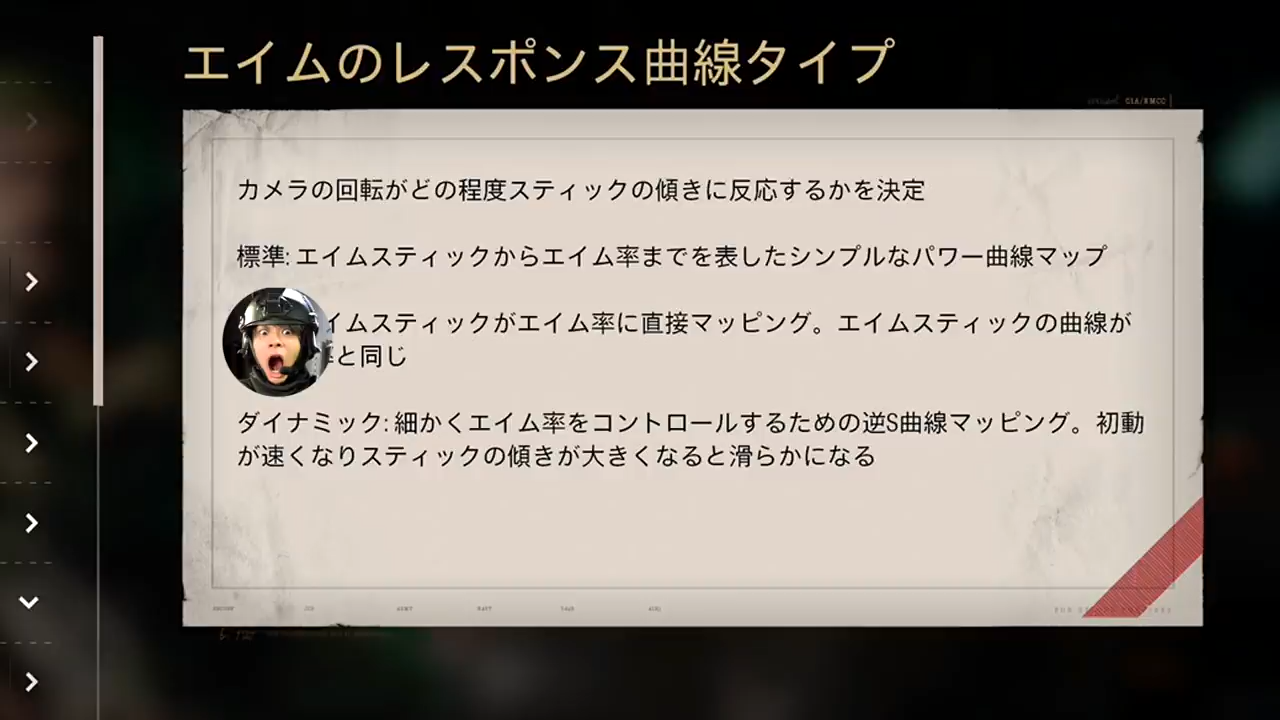 エイムのレスポンス曲線タイプ
CIA/BMCC
カメラの回転がどの程度スティックの傾きに反応するかを決定
標準: エイムスティックからエイム率までを表したシンプルなパワー曲線マップ
イムスティックがエイム率に直接マッピング。エイムスティックの曲線が
と同じ
ダイナミック: 細かくエイム率をコントロールするための逆S曲線マッピング。初動
が速くなりスティックの傾きが大きくなると滑らかになる